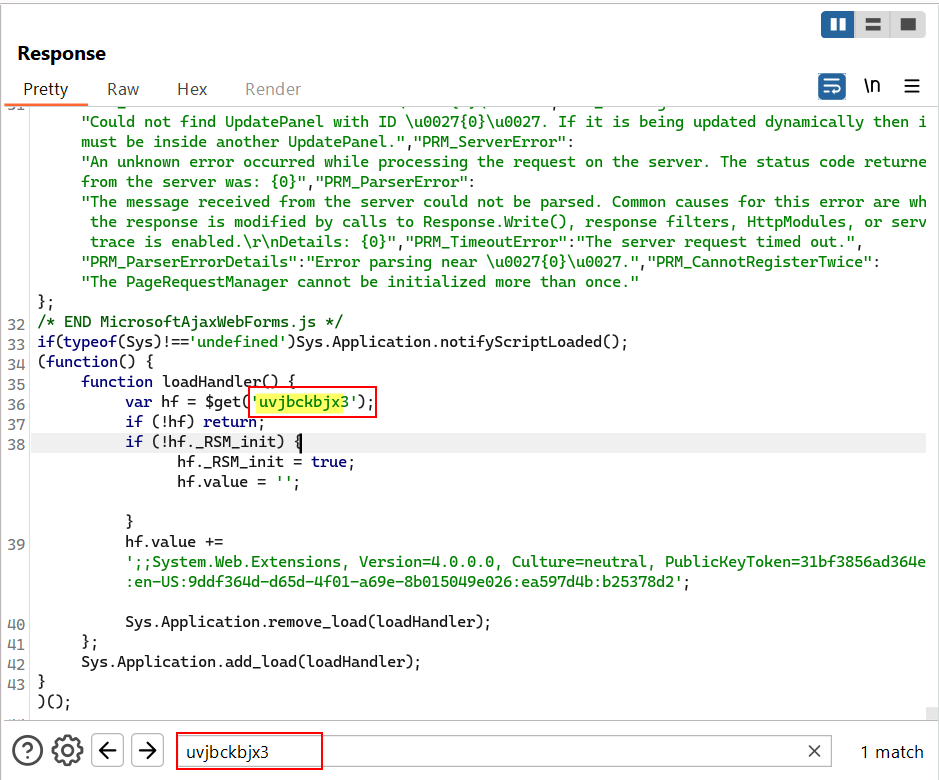 Response
Pretty Raw Hex Render \n
31
"Could not find UpdatePanel with ID \u0027{0}\u0027. If it is being updated dynamically then i
must be inside another UpdatePanel.","PRM_ServerError":
"An unknown error occurred while processing the request on the server. The status code returne
from the server was: {0}","PRM_ParserError":
"The message received from the server could not be parsed. Common causes for this error are wh
the response is modified by calls to Response.Write(), response filters, HttpModules, or serv
trace is enabled.\r\nDetails: {0}","PRM_TimeoutError":"The server request timed out.",
"PRM_ParserErrorDetails":"Error parsing near \u0027{0}\u0027.","PRM_CannotRegisterTwice":
"The PageRequestManager cannot be initialized more than once."
};
32 /* END MicrosoftAjaxWebForms.js */
33 if(typeof(Sys)!=='undefined')Sys.Application.notifyScriptLoaded();
34 (function() {
35 function loadHandler() {
36 var hf = $get('uvjbckbjx3');
37 if (!hf) return;
38 if (!hf._RSM_init) {
hf._RSM_init = true;
hf.value = '';
}
39 hf.value +=
';;System.Web.Extensions, Version=4.0.0.0, Culture=neutral, PublicKeyToken=31bf3856ad364e
:en-US:9ddf364d-d65d-4f01-a69e-8b015049e026:ea597d4b:b25378d2';
40 Sys.Application.remove_load(loadHandler);
41 };
42 Sys.Application.add_load(loadHandler);
43 }
)();
uvjbckbjx3 1 match